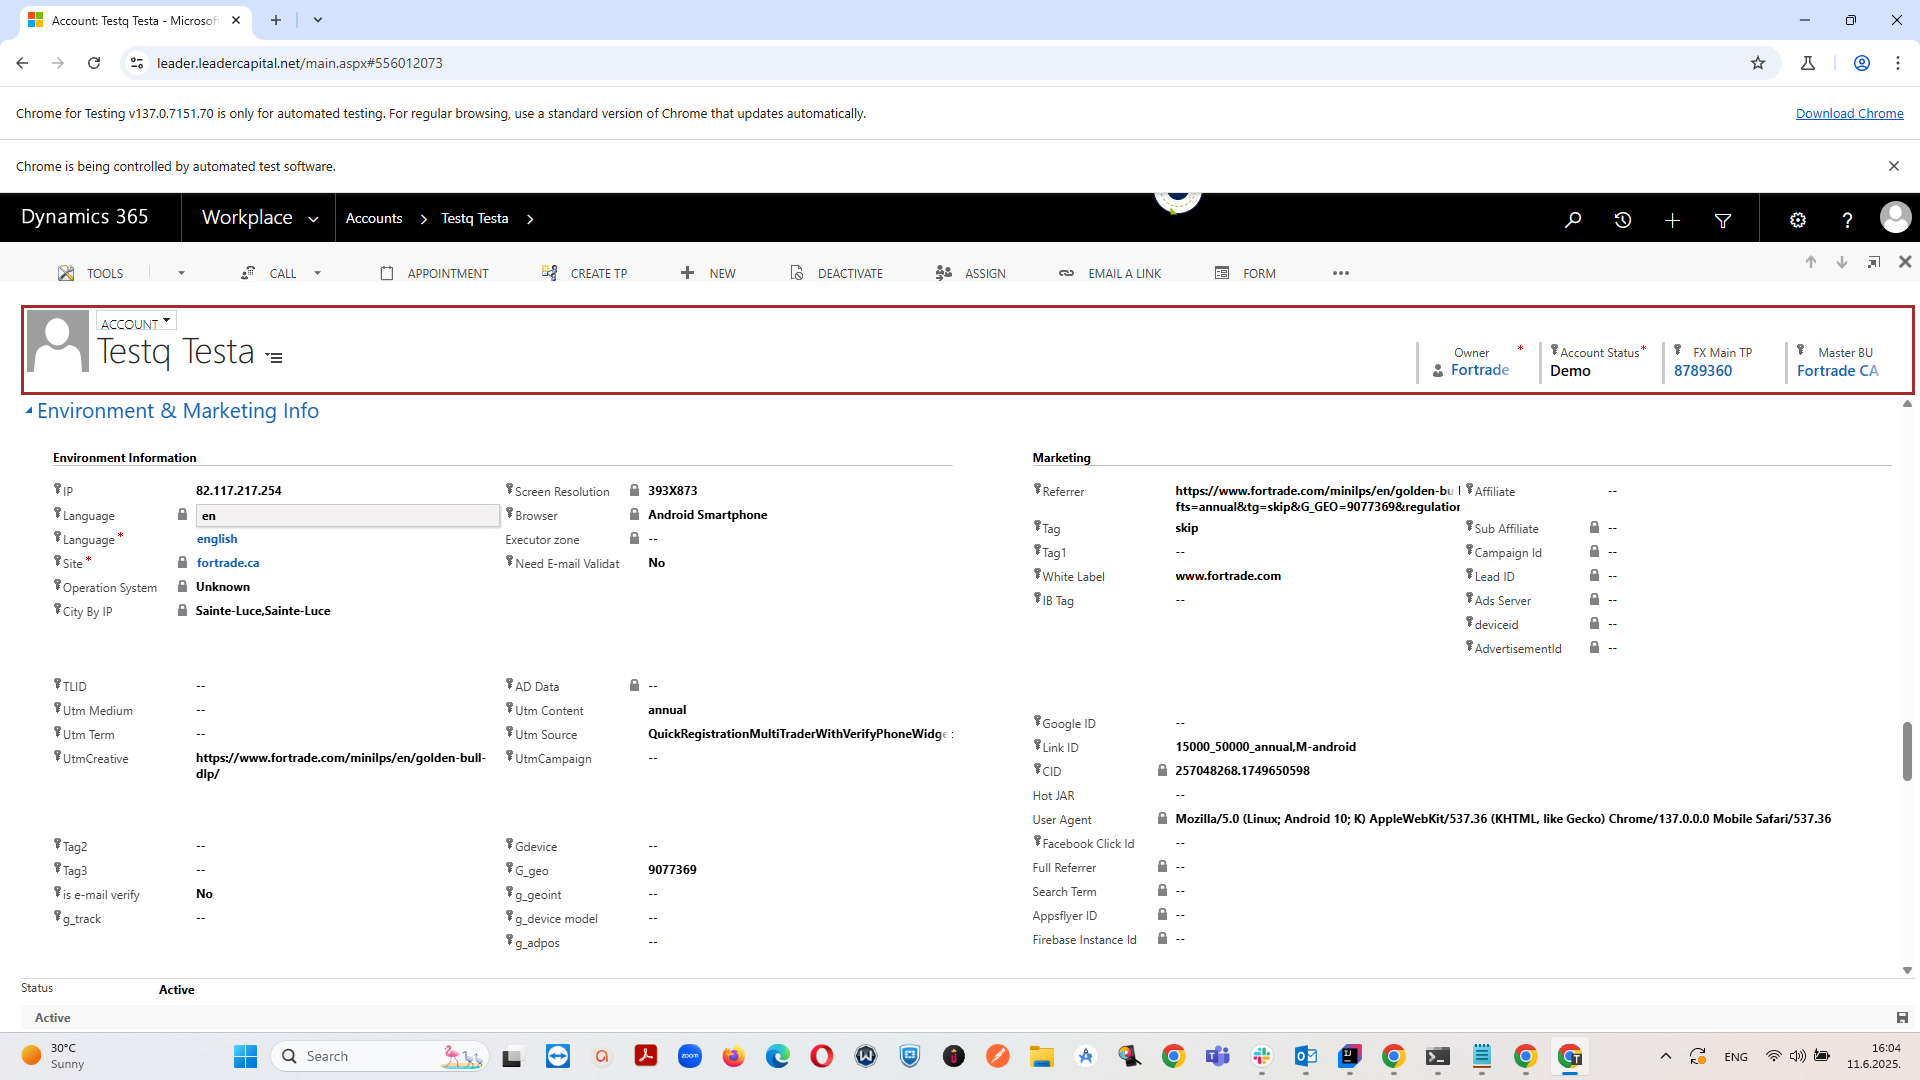 Account: Testq Testa - Microsof
leader.leadercapital.net/main.aspx#556012073
Chrome for Testing v137.0.7151.70 is only for automated testing. For regular browsing, use a standard version of Chrome that updates automatically.
Download Chrome
Chrome is being controlled by automated test software.
Dynamics 365
Workplace
Accounts
Testq Testa
TOOLS
CALL
APPOINTMENT
CREATE TP
NEW
DEACTIVATE
ASSIGN
EMAIL A LINK
FORM
ACCOUNT
Testq Testa
Owner *
Fortrade
Account Status *
Demo
FX Main TP
8789360
Master BU
Fortrade CA
Environment & Marketing Info
Environment Information
IP 82.117.217.254
Language en
Language * english
Site * fortrade.ca
Operation System Unknown
City By IP Sainte-Luce,Sainte-Luce
Screen Resolution 393X873
Browser Android Smartphone
Executor zone --
Need E-mail Validat No
TLID --
Utm Medium --
Utm Term --
UtmCreative https://www.fortrade.com/minilps/en/golden-bull-
dlp/
AD Data --
Utm Content annual
Utm Source QuickRegistrationMultiTraderWithVerifyPhoneWidge
UtmCampaign --
Tag2 --
Tag3 --
is e-mail verify No
g_track --
Gdevice --
G_geo 9077369
g_geoint --
g_device model --
g_adpos --
Marketing
Referrer https://www.fortrade.com/minilps/en/golden-bu
fts=annual&tg=skip&G_GEO=9077369&regulation
Tag skip
Tag1 --
White Label www.fortrade.com
IB Tag --
Affiliate --
Sub Affiliate --
Campaign Id --
Lead ID --
Ads Server --
deviceid --
AdvertisementId --
Google ID --
Link ID 15000_50000_annual,M-android
CID 257048268.1749650598
Hot JAR --
User Agent Mozilla/5.0 (Linux; Android 10; K) AppleWebKit/537.36 (KHTML, like Gecko) Chrome/137.0.0.0 Mobile Safari/537.36
Facebook Click Id --
Full Referrer --
Search Term --
Appsflyer ID --
Firebase Instance Id --
Status Active
Active
30°C
Sunny
Search
zoom
ENG
16:04
11.6.2025.